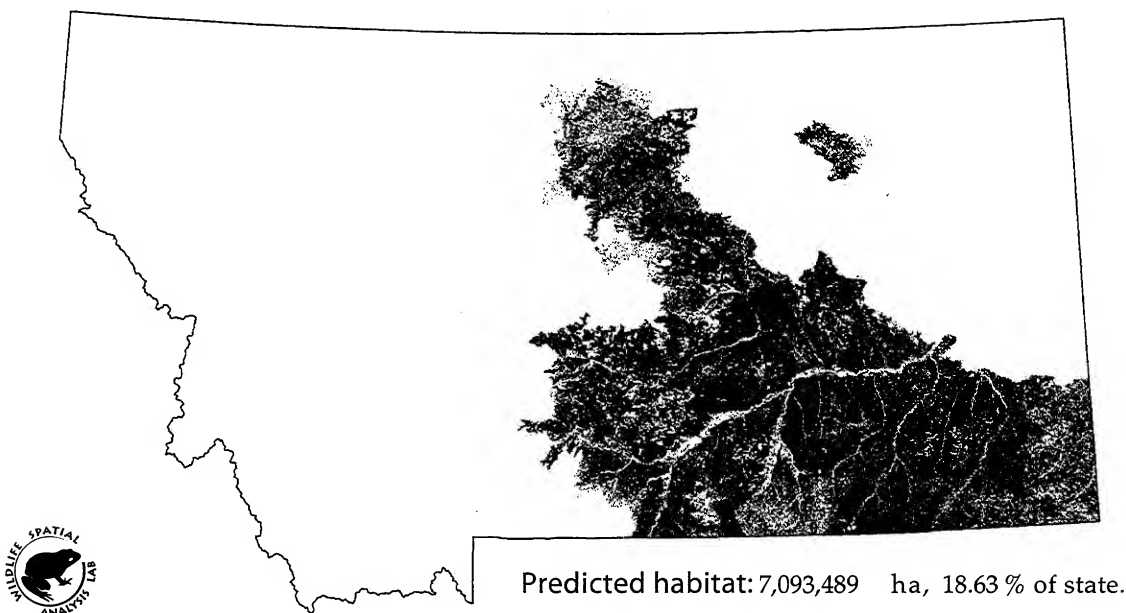 WILDLIFE SPATIAL
ANALYSIS LAB
Predicted habitat: 7,093,489 ha, 18.63 % of state.